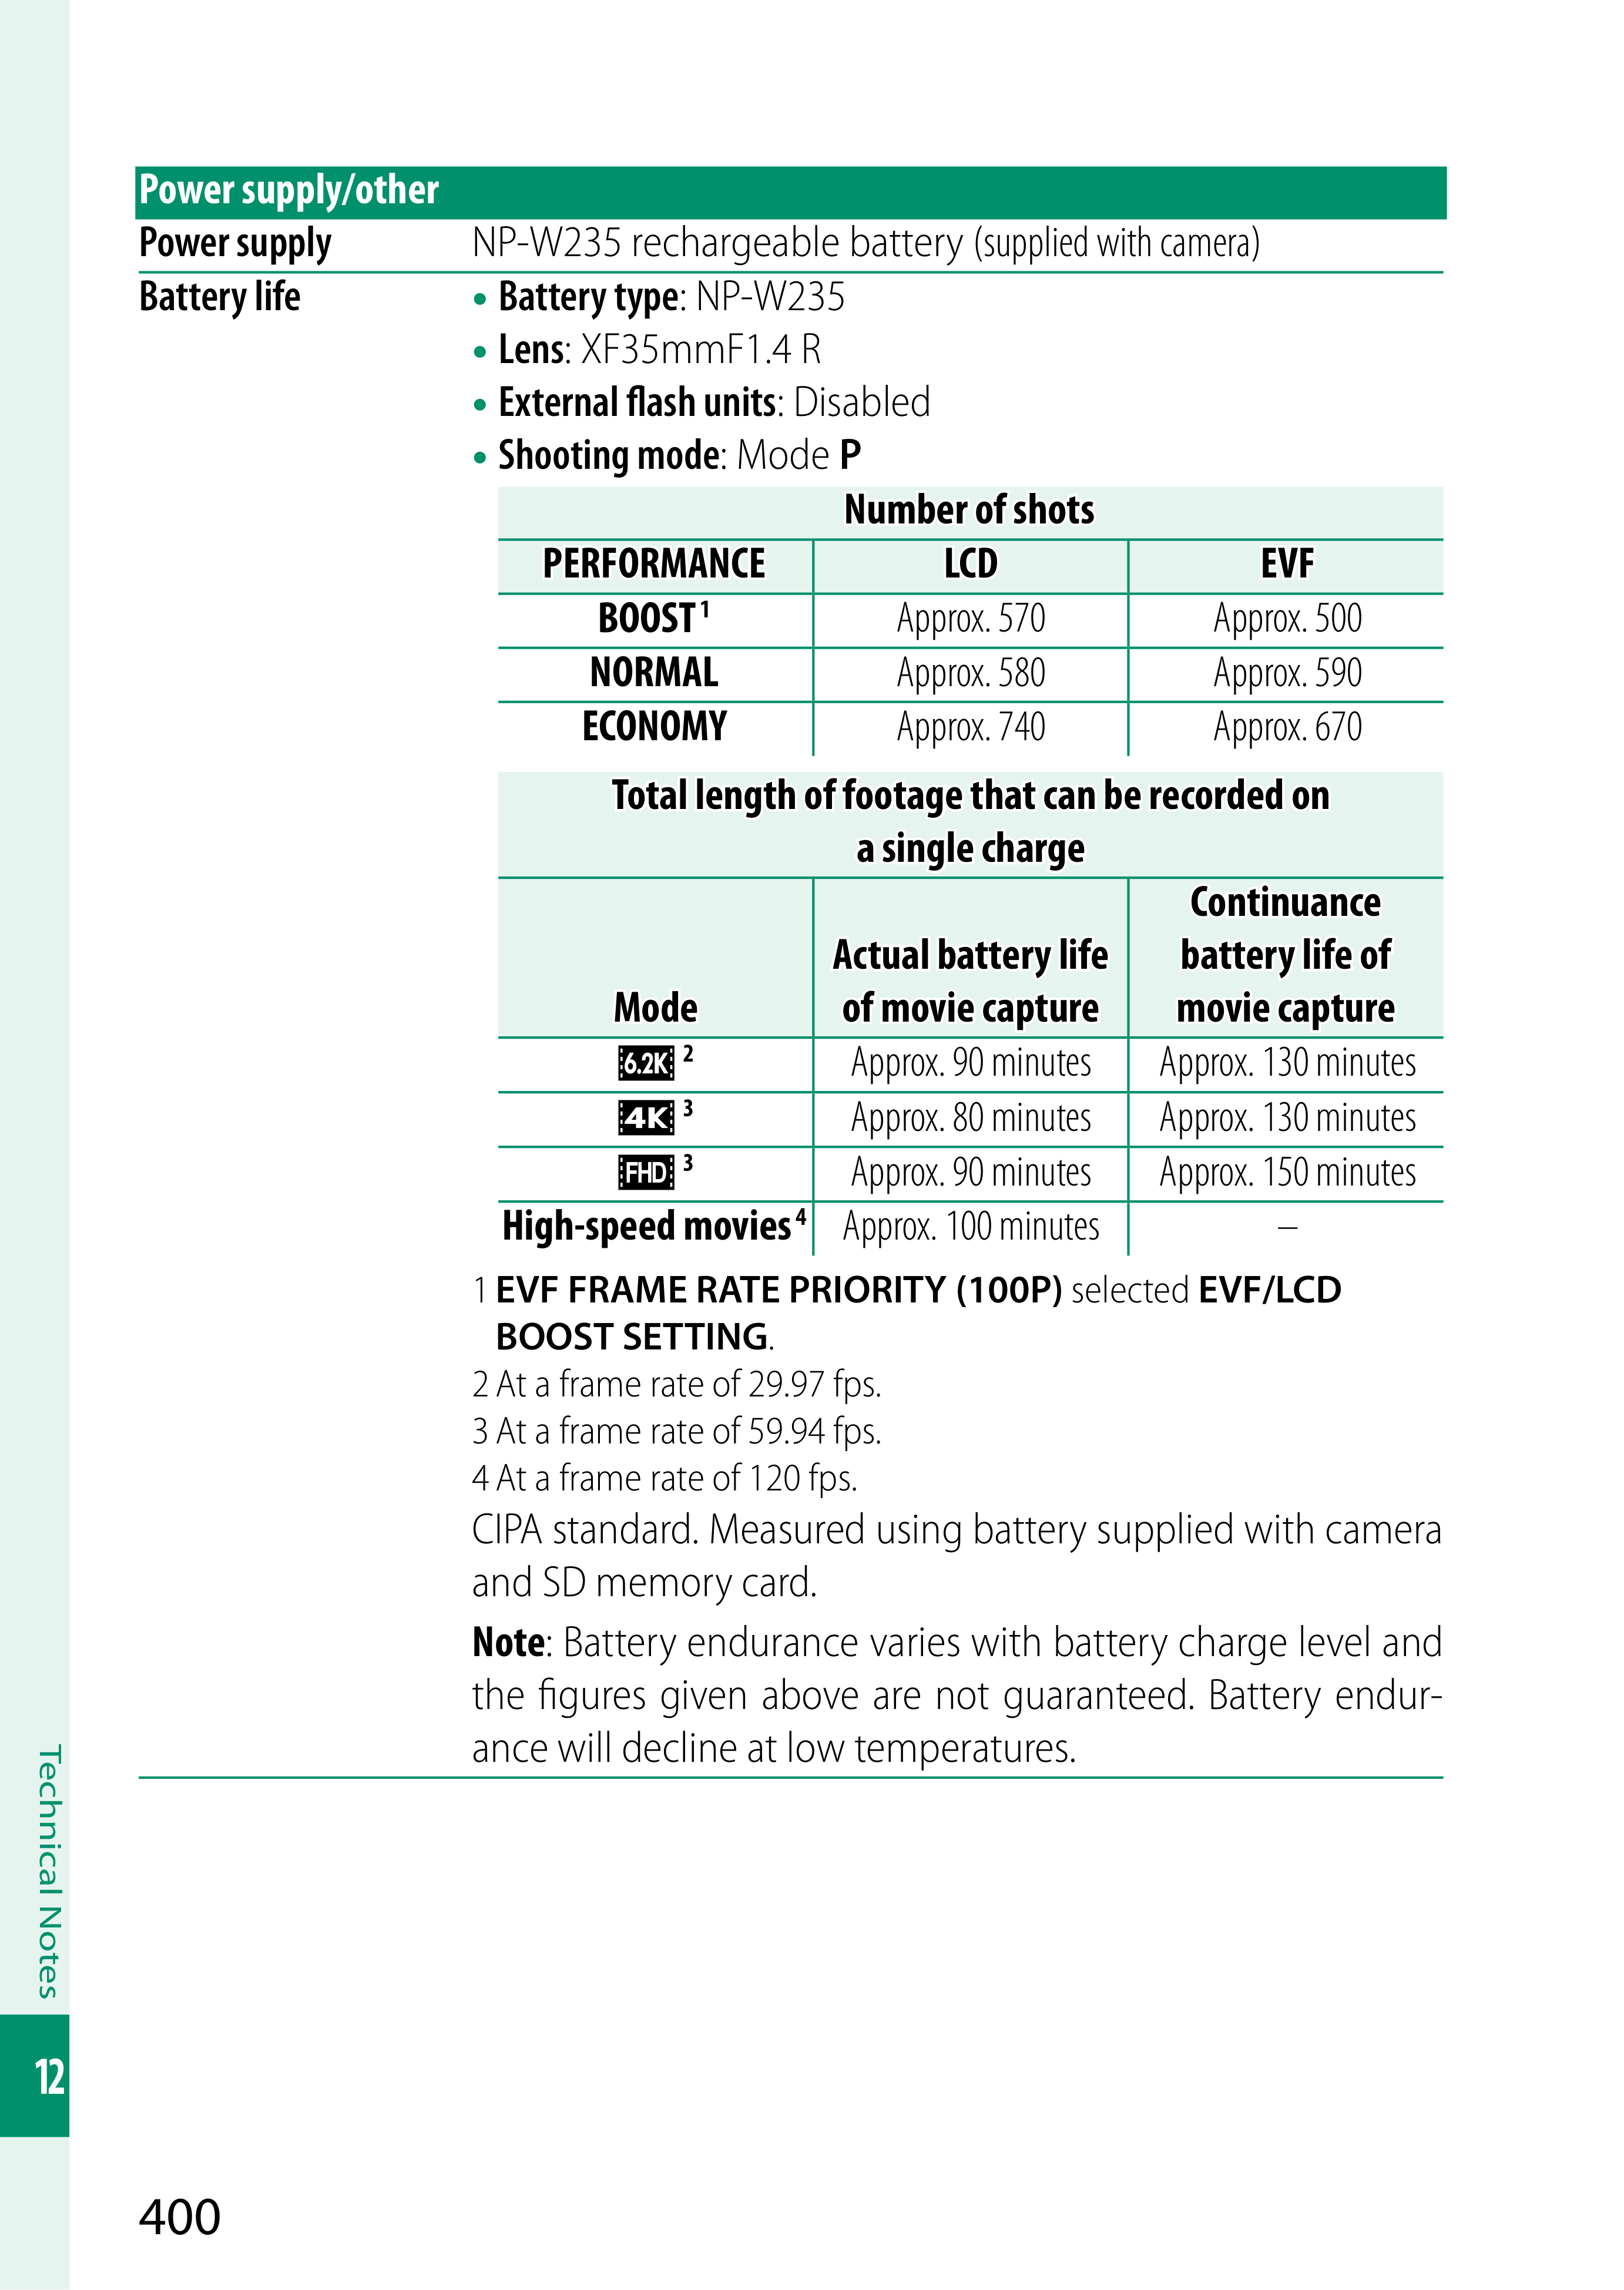 Power supply/other
Power supply NP-W235 rechargeable battery (supplied with camera)
Battery life • Battery type: NP-W235
• Lens: XF35mmF1.4 R
• External flash units: Disabled
• Shooting mode: Mode P
Number of shots
PERFORMANCE LCD EVF
BOOST 1 Approx. 570 Approx. 500
NORMAL Approx. 580 Approx. 590
ECONOMY Approx. 740 Approx. 670
Total length of footage that can be recorded on
a single charge
Mode Actual battery life of movie capture Continuance battery life of movie capture
6.2K 2 Approx. 90 minutes Approx. 130 minutes
4K 3 Approx. 80 minutes Approx. 130 minutes
FHD 3 Approx. 90 minutes Approx. 150 minutes
High-speed movies 4 Approx. 100 minutes –
1 EVF FRAME RATE PRIORITY (100P) selected EVF/LCD
BOOST SETTING.
2 At a frame rate of 29.97 fps.
3 At a frame rate of 59.94 fps.
4 At a frame rate of 120 fps.
CIPA standard. Measured using battery supplied with camera
and SD memory card.
Note: Battery endurance varies with battery charge level and
the figures given above are not guaranteed. Battery endur-
ance will decline at low temperatures.
Technical Notes
12
400